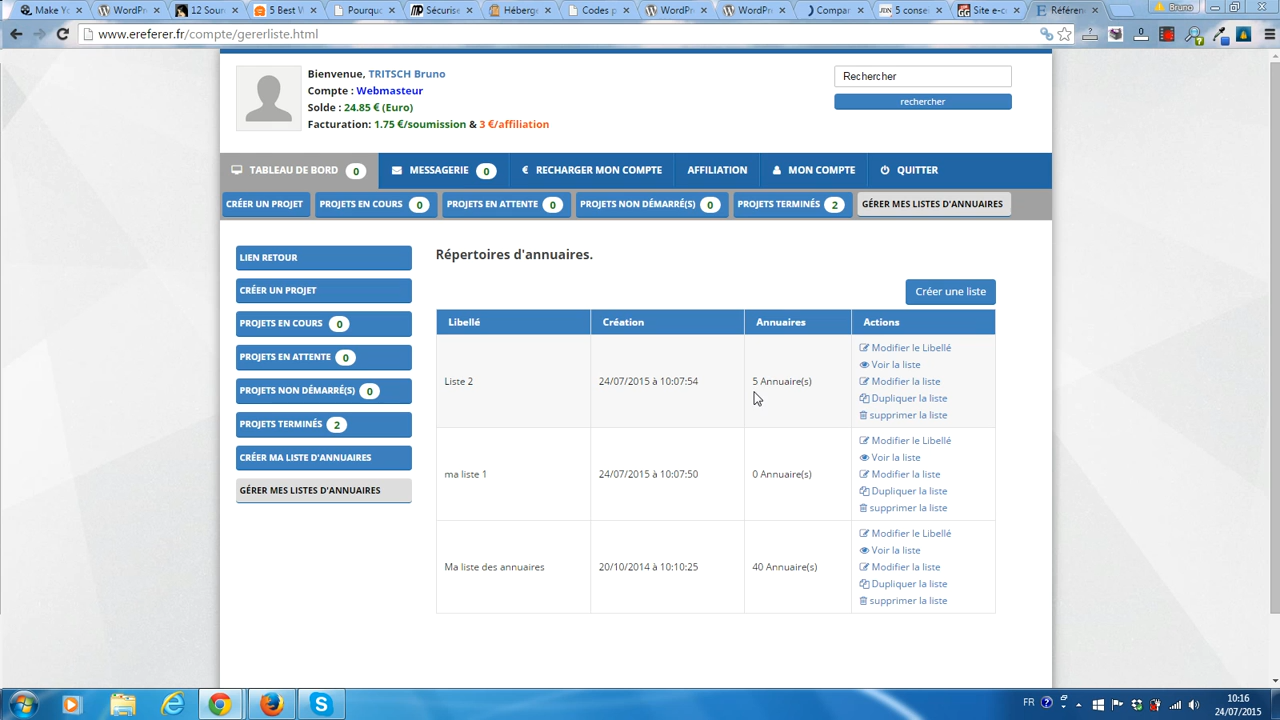 Make Yo
WordPr
12 Soun
5 Best W
Pourquo
Sécurise
Héberge
Codes p
WordPr
WordPr
Compar
5 conse
Site e-c
Référen
Bruno
www.ereferer.fr/compte/gererliste.html
Bienvenue, TRITSCH Bruno
Compte : Webmasteur
Solde : 24.85 € (Euro)
Facturation: 1.75 €/soumission & 3 €/affiliation
Rechercher
rechercher
TABLEAU DE BORD 0
MESSAGERIE 0
€ RECHARGER MON COMPTE
AFFILIATION
MON COMPTE
QUITTER
CRÉER UN PROJET
PROJETS EN COURS 0
PROJETS EN ATTENTE 0
PROJETS NON DÉMARRÉ(S) 0
PROJETS TERMINÉS 2
GÉRER MES LISTES D'ANNUAIRES
LIEN RETOUR
CRÉER UN PROJET
PROJETS EN COURS 0
PROJETS EN ATTENTE 0
PROJETS NON DÉMARRÉ(S) 0
PROJETS TERMINÉS 2
CRÉER MA LISTE D'ANNUAIRES
GÉRER MES LISTES D'ANNUAIRES
Répertoires d'annuaires.
Créer une liste
Libellé Création Annuaires Actions
Liste 2 24/07/2015 à 10:07:54 5 Annuaire(s)
Modifier le Libellé
Voir la liste
Modifier la liste
Dupliquer la liste
supprimer la liste
ma liste 1 24/07/2015 à 10:07:50 0 Annuaire(s)
Modifier le Libellé
Voir la liste
Modifier la liste
Dupliquer la liste
supprimer la liste
Ma liste des annuaires 20/10/2014 à 10:10:25 40 Annuaire(s)
Modifier le Libellé
Voir la liste
Modifier la liste
Dupliquer la liste
supprimer la liste
FR
10:16
24/07/2015